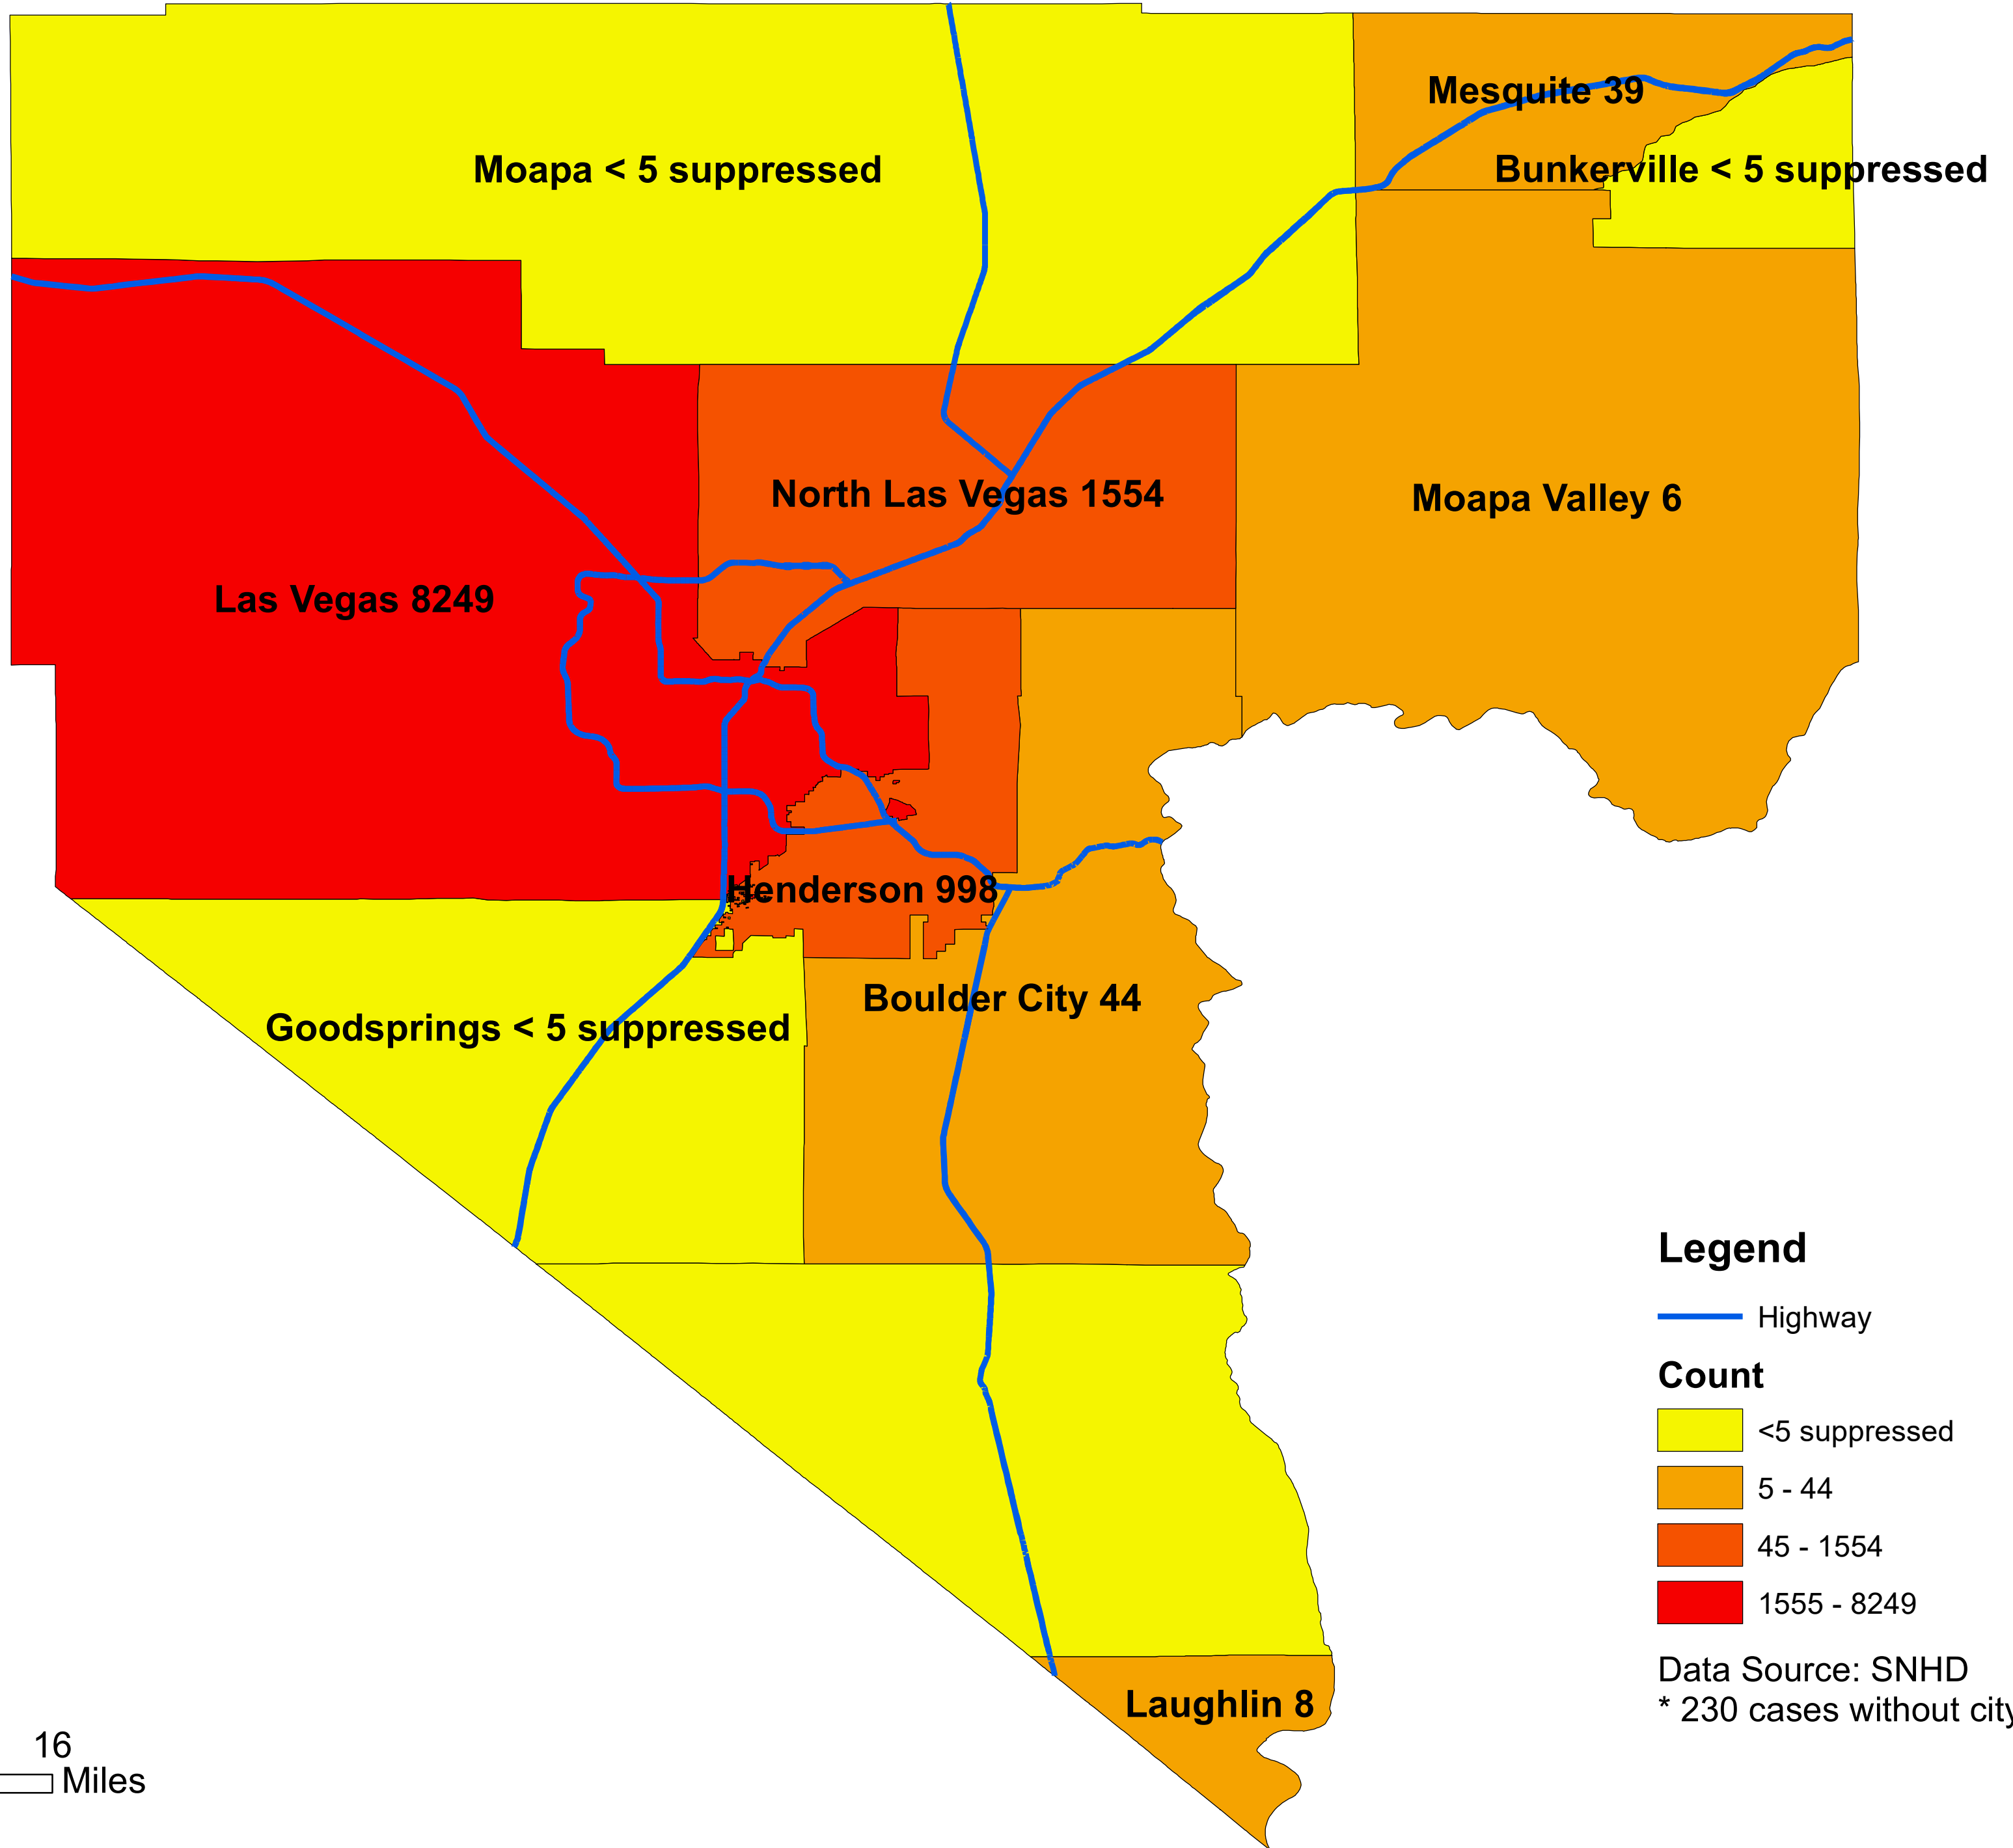 Mesquite 39
Moapa < 5 suppressed
Bunkerville < 5 suppressed
North Las Vegas 1554
Moapa Valley 6
Las Vegas 8249
Henderson 998
Boulder City 44
Goodsprings < 5 suppressed
Laughlin 8
Legend
Highway
Count
<5 suppressed
5 - 44
45 - 1554
1555 - 8249
Data Source: SNHD
* 230 cases without city
16
Miles